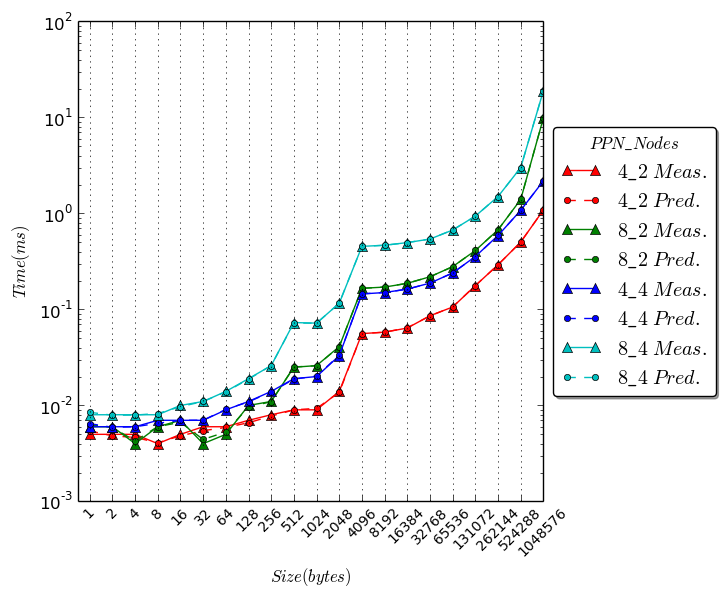 10^2
10^1
10^0
10^-1
10^-2
10^-3
Time(ms)
1 2 4 8 16 32 64 128 256 512 1024 2048 4096 8192 16384 32768 65536 131072 262144 524288 1048576
Size(bytes)
PPN_Nodes
4_2 Meas.
4_2 Pred.
8_2 Meas.
8_2 Pred.
4_4 Meas.
4_4 Pred.
8_4 Meas.
8_4 Pred.